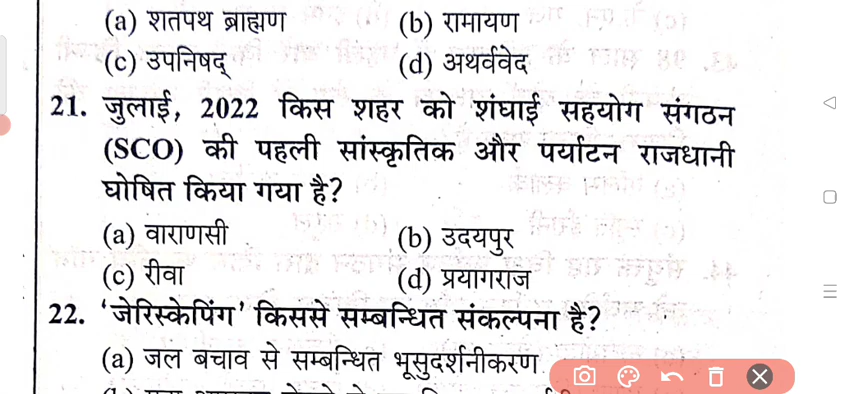 (a) शतपथ ब्राह्मण (b) रामायण
(c) उपनिषद् (d) अथर्ववेद
21. जुलाई, 2022 किस शहर को शंघाई सहयोग संगठन
(SCO) की पहली सांस्कृतिक और पर्यटन राजधानी
घोषित किया गया है?
(a) वाराणसी (b) उदयपुर
(c) रीवा (d) प्रयागराज
22. ‘जेरिस्केपिंग’ किससे सम्बन्धित संकल्पना है?
(a) जल बचाव से सम्बन्धित भूसुदर्शनीकरण